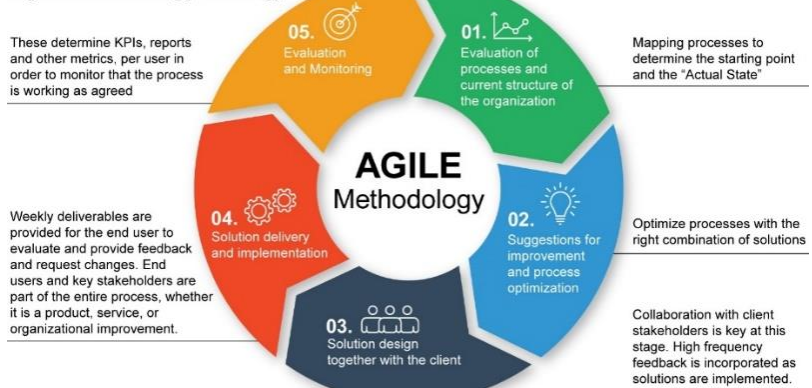 AGILE
Methodology
01.
Evaluation of
processes and
current structure of
the organization
Mapping processes to
determine the starting point
and the “Actual State”
02.
Suggestions for
improvement
and process
optimization
Optimize processes with the
right combination of solutions
03.
Solution design
together with the client
Collaboration with client
stakeholders is key at this
stage. High frequency
feedback is incorporated as
solutions are implemented.
04.
Solution delivery
and implementation
Weekly deliverables are
provided for the end user to
evaluate and provide feedback
and request changes. End
users and key stakeholders are
part of the entire process, whether
it is a product, service, or
organizational improvement.
05.
Evaluation
and Monitoring
These determine KPIs, reports
and other metrics, per user in
order to monitor that the process
is working as agreed